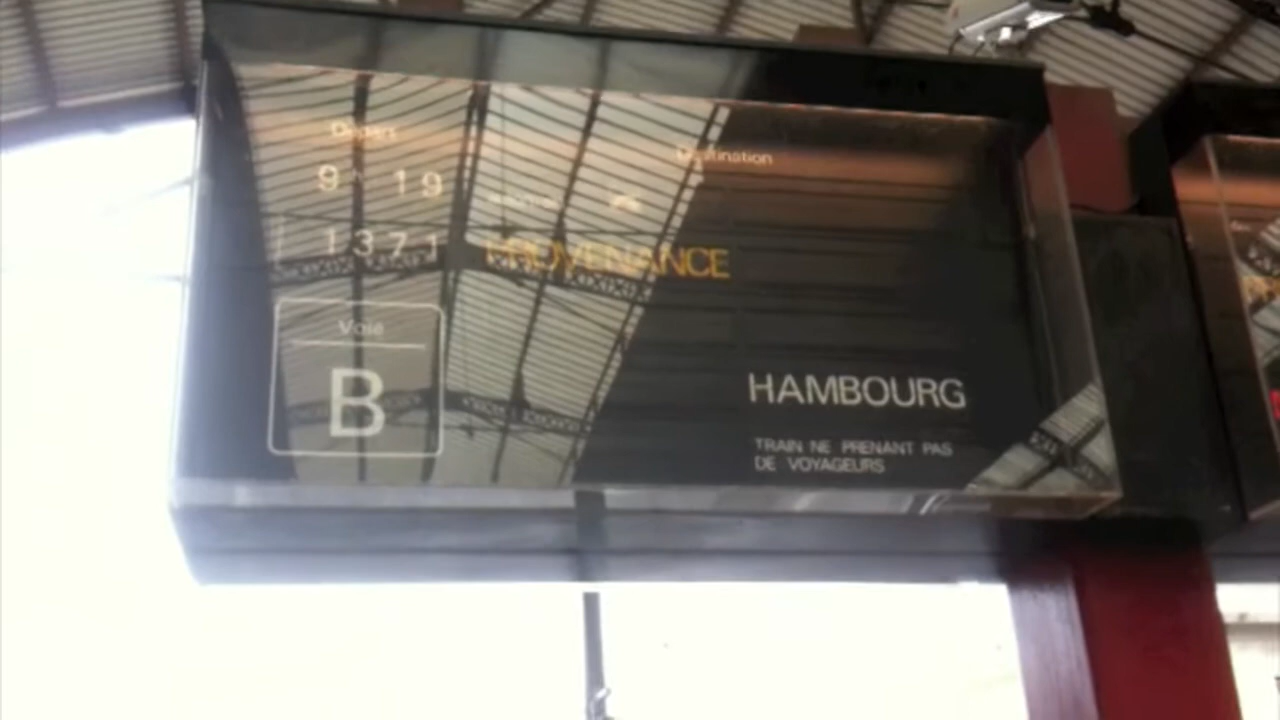 Départ
Destination
9 h 19
1371
PROVENANCE
Voie
B
HAMBOURG
TRAIN NE PRENANT PAS
DE VOYAGEURS